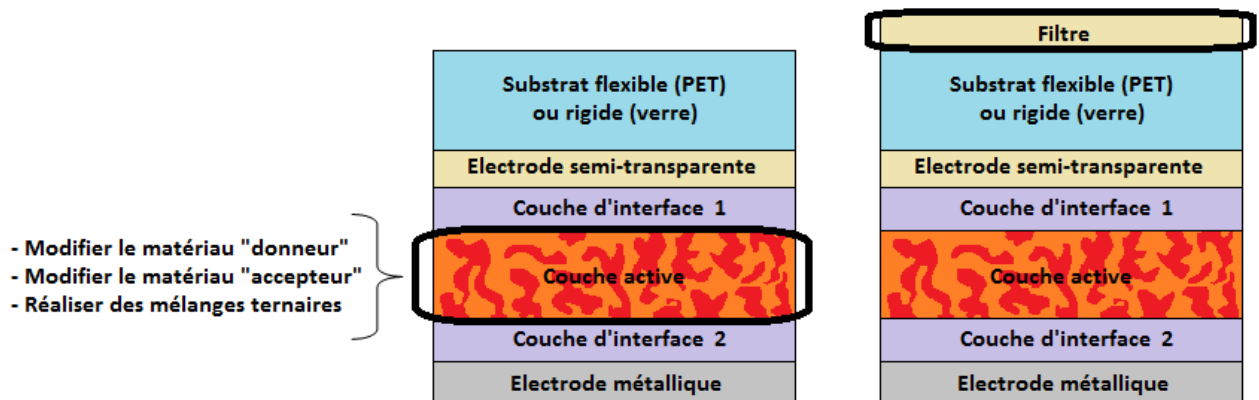 - Modifier le matériau "donneur"
- Modifier le matériau "accepteur"
- Réaliser des mélanges ternaires
Substrat flexible (PET)
ou rigide (verre)
Electrode semi-transparente
Couche d'interface 1
Couche active
Couche d'interface 2
Electrode métallique
Filtre
Substrat flexible (PET)
ou rigide (verre)
Electrode semi-transparente
Couche d'interface 1
Couche active
Couche d'interface 2
Electrode métallique